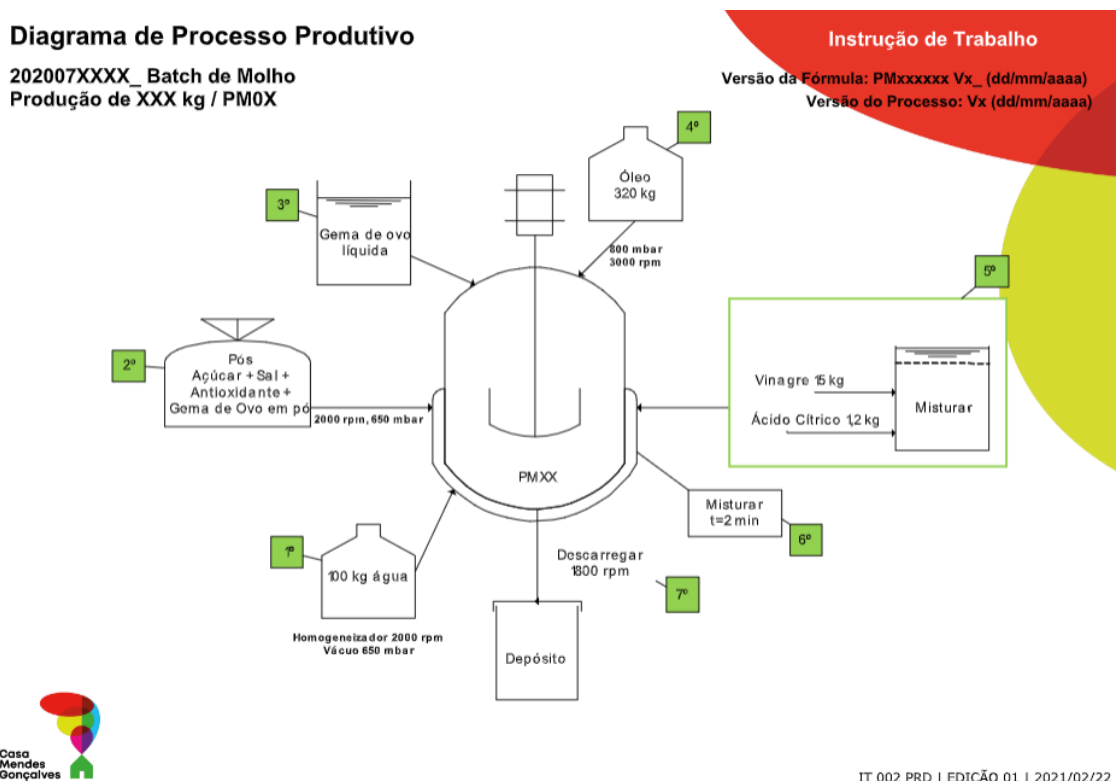 Diagrama de Processo Produtivo
202007XXXX_ Batch de Molho
Produção de XXX kg / PM0X
Instrução de Trabalho
Versão da Fórmula: PMxxxxxx Vx_ (dd/mm/aaaa)
Versão do Processo: Vx (dd/mm/aaaa)
4º
Óleo
320 kg
800 mbar
3000 rpm
3º
Gema de ovo
líquida
5º
Vinagre 15 kg
Ácido Cítrico 1,2 kg
Misturar
2º
Pós
Açúcar + Sal +
Antioxidante +
Gema de Ovo em pó
2000 rpm, 650 mbar
PMXX
Misturar
t=2 min
6º
1º
100 kg água
Homogeneizador 2000 rpm
Vácuo 650 mbar
Descarregar
1800 rpm
7º
Depósito
Casa
Mendes
Gonçalves
IT 002 PRD | EDIÇÃO 01 | 2021/02/22